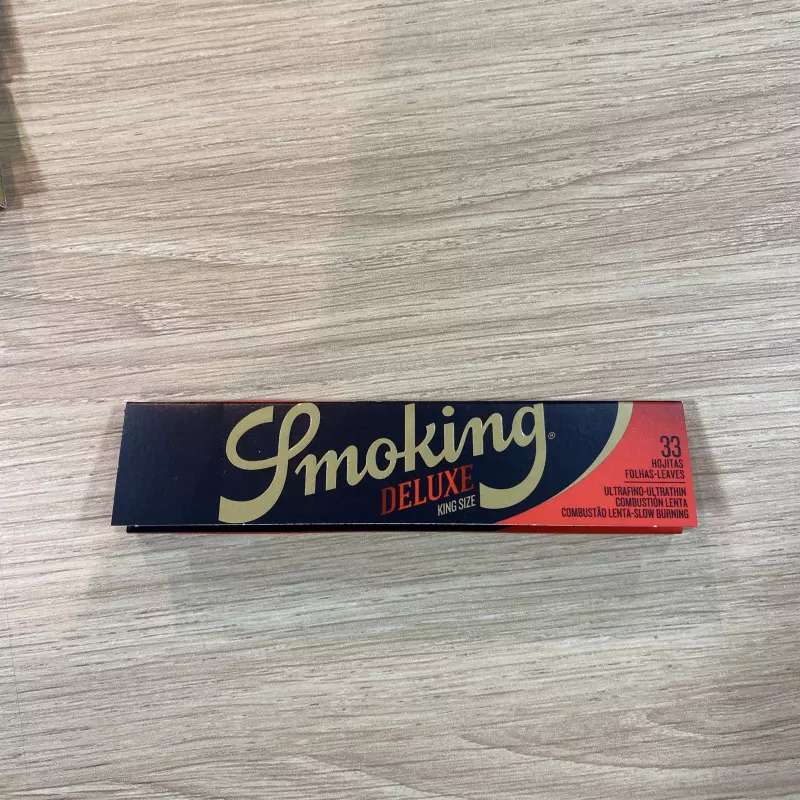 Smoking®
DELUXE
KING SIZE
33
HOJITAS
FOLHAS-LEAVES
ULTRAFINO-ULTRATHIN
COMBUSTIÓN LENTA
COMBUSTÃO LENTA-SLOW BURNING